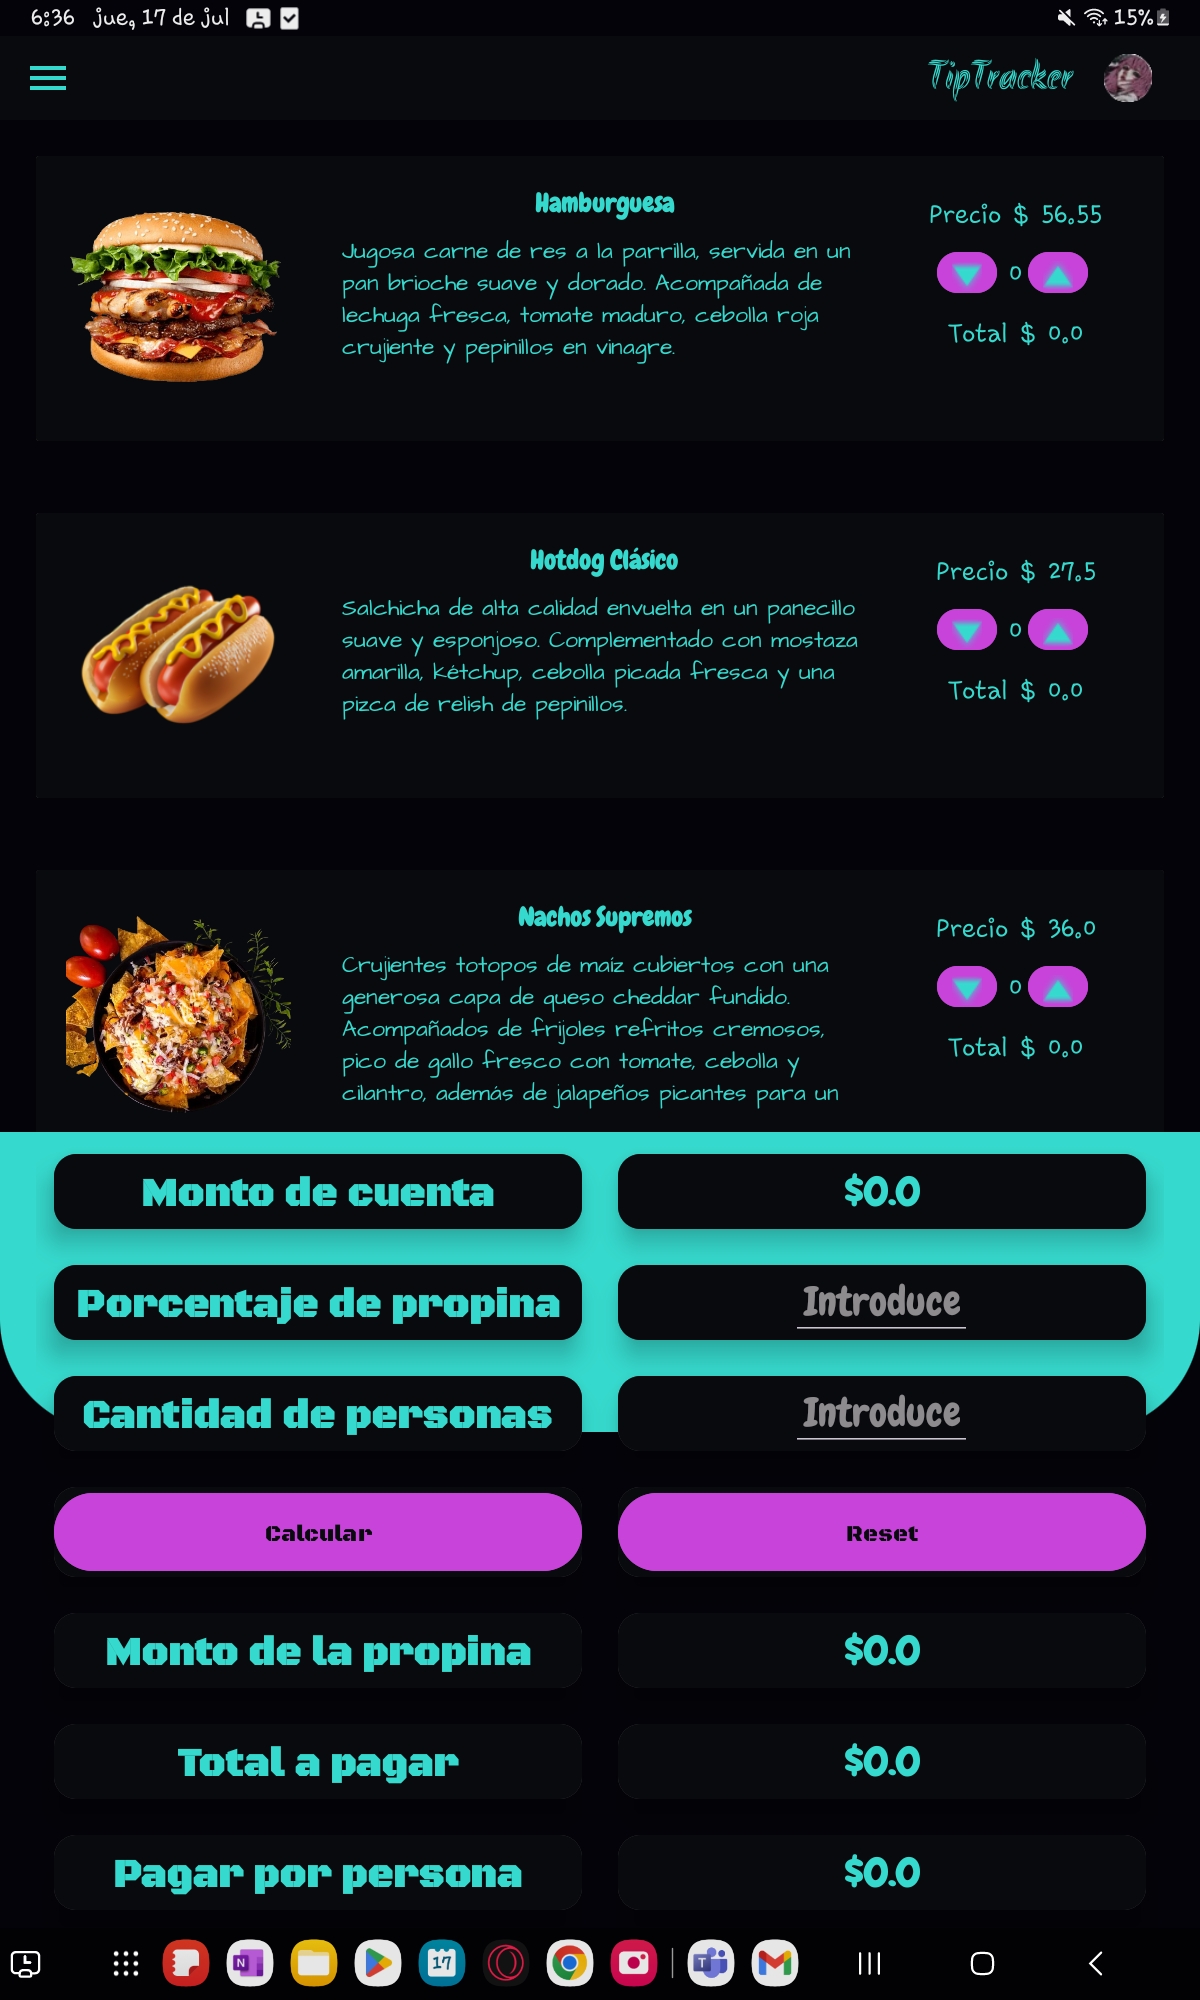 6:36 jue, 17 de jul
15%
TipTracker
Hamburguesa
Jugosa carne de res a la parrilla, servida en un
pan brioche suave y dorado. Acompañada de
lechuga fresca, tomate maduro, cebolla roja
crujiente y pepinillos en vinagre.
Precio $ 56.55
0
Total $ 0.0
Hotdog Clásico
Salchicha de alta calidad envuelta en un panecillo
suave y esponjoso. Complementado con mostaza
amarilla, kétchup, cebolla picada fresca y una
pizca de relish de pepinillos.
Precio $ 27.5
0
Total $ 0.0
Nachos Supremos
Crujientes totopos de maíz cubiertos con una
generosa capa de queso cheddar fundido.
Acompañados de frijoles refritos cremosos,
pico de gallo fresco con tomate, cebolla y
cilantro, además de jalapeños picantes para un
Precio $ 36.0
0
Total $ 0.0
Monto de cuenta
$0.0
Porcentaje de propina
Introduce
Cantidad de personas
Introduce
Calcular
Reset
Monto de la propina
$0.0
Total a pagar
$0.0
Pagar por persona
$0.0
N
17
T